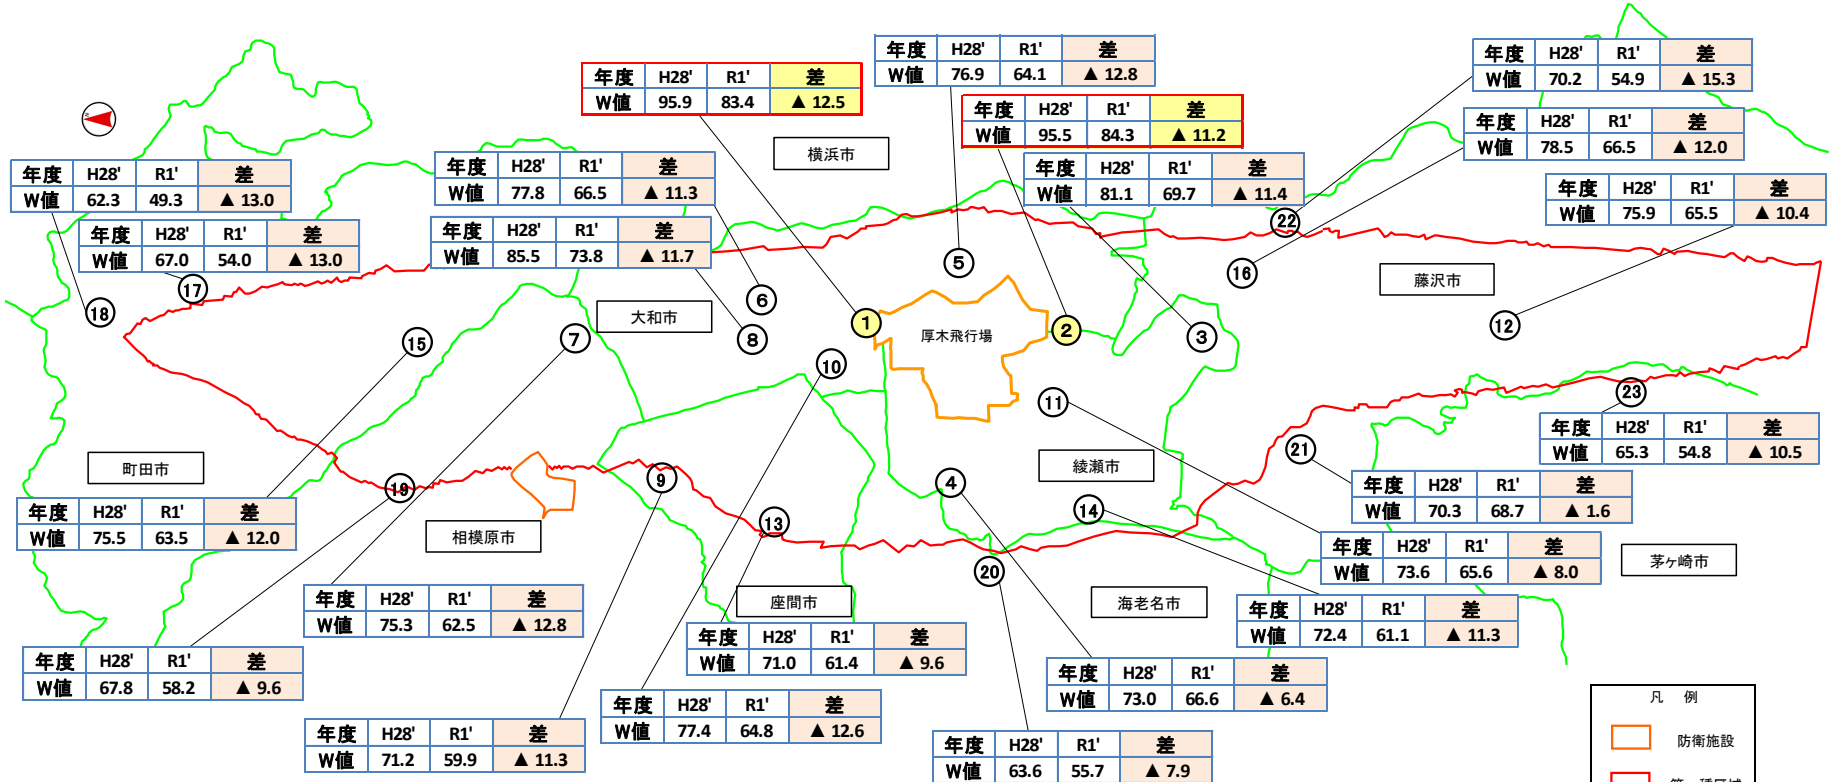 年度 H28' R1' 差
W値 76.9 64.1 ▲ 12.8
年度 H28' R1' 差
W値 70.2 54.9 ▲ 15.3
年度 H28' R1' 差
W値 95.9 83.4 ▲ 12.5
年度 H28' R1' 差
W値 95.5 84.3 ▲ 11.2
年度 H28' R1' 差
W値 78.5 66.5 ▲ 12.0
横浜市
年度 H28' R1' 差
W値 62.3 49.3 ▲ 13.0
年度 H28' R1' 差
W値 77.8 66.5 ▲ 11.3
年度 H28' R1' 差
W値 81.1 69.7 ▲ 11.4
年度 H28' R1' 差
W値 75.9 65.5 ▲ 10.4
年度 H28' R1' 差
W値 67.0 54.0 ▲ 13.0
年度 H28' R1' 差
W値 85.5 73.8 ▲ 11.7
㉒
⑤
⑯
藤沢市
⑰
⑥
⑱
大和市
①
②
⑫
厚木飛行場
⑮
⑦
⑧
③
⑩
㉓
⑪
年度 H28' R1' 差
W値 65.3 54.8 ▲ 10.5
㉑
町田市
綾瀬市
⑨
④
⑲
年度 H28' R1' 差
W値 70.3 68.7 ▲ 1.6
年度 H28' R1' 差
W値 75.5 63.5 ▲ 12.0
⑭
⑬
相模原市
年度 H28' R1' 差
W値 73.6 65.6 ▲ 8.0
茅ヶ崎市
⑳
年度 H28' R1' 差
W値 75.3 62.5 ▲ 12.8
座間市
海老名市
年度 H28' R1' 差
W値 72.4 61.1 ▲ 11.3
年度 H28' R1' 差
W値 71.0 61.4 ▲ 9.6
年度 H28' R1' 差
W値 67.8 58.2 ▲ 9.6
年度 H28' R1' 差
W値 73.0 66.6 ▲ 6.4
年度 H28' R1' 差
W値 77.4 64.8 ▲ 12.6
年度 H28' R1' 差
W値 71.2 59.9 ▲ 11.3
年度 H28' R1' 差
W値 63.6 55.7 ▲ 7.9
凡 例
防衛施設